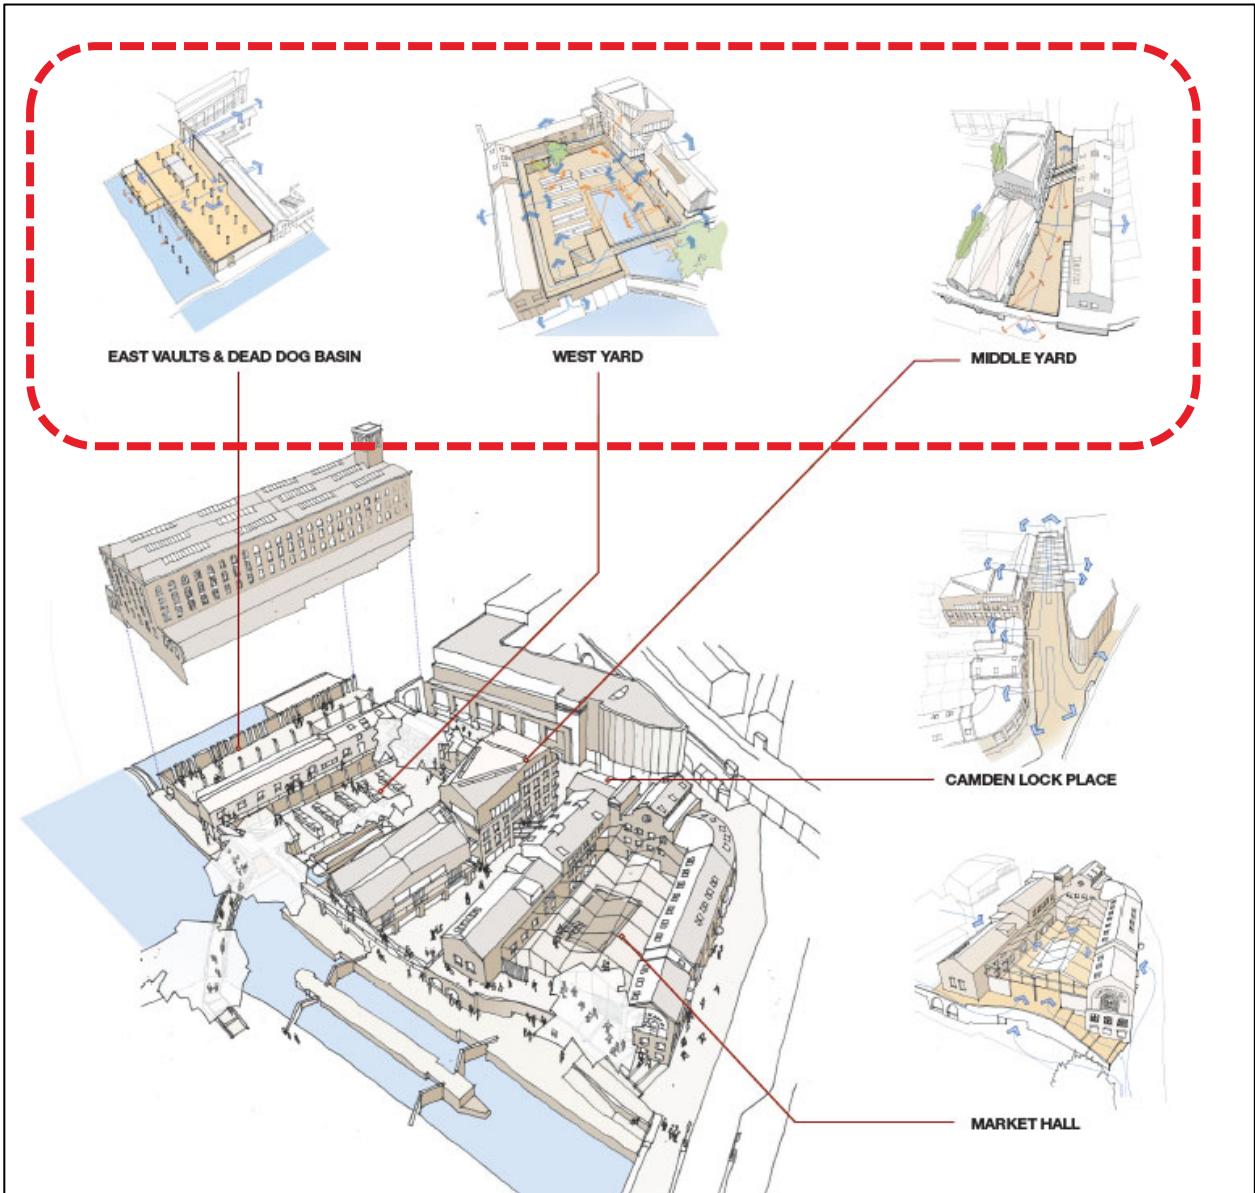 EAST VAULTS & DEAD DOG BASIN
WEST YARD
MIDDLE YARD
CAMDEN LOCK PLACE
MARKET HALL